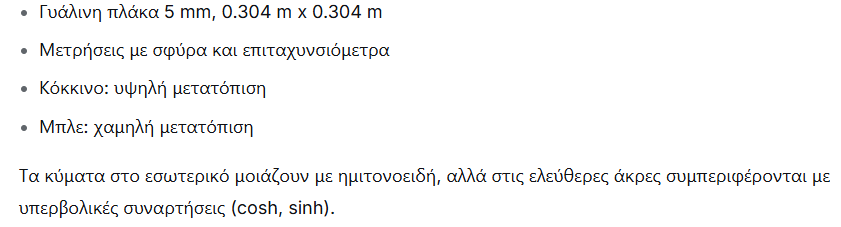 • Γυάλινη πλάκα 5 mm, 0.304 m x 0.304 m
• Μετρήσεις με σφύρα και επιταχυνσιόμετρα
• Κόκκινο: υψηλή μετατόπιση
• Μπλε: χαμηλή μετατόπιση
Τα κύματα στο εσωτερικό μοιάζουν με ημιτονοειδή, αλλά στις ελεύθερες άκρες συμπεριφέρονται με
υπερβολικές συναρτήσεις (cosh, sinh).